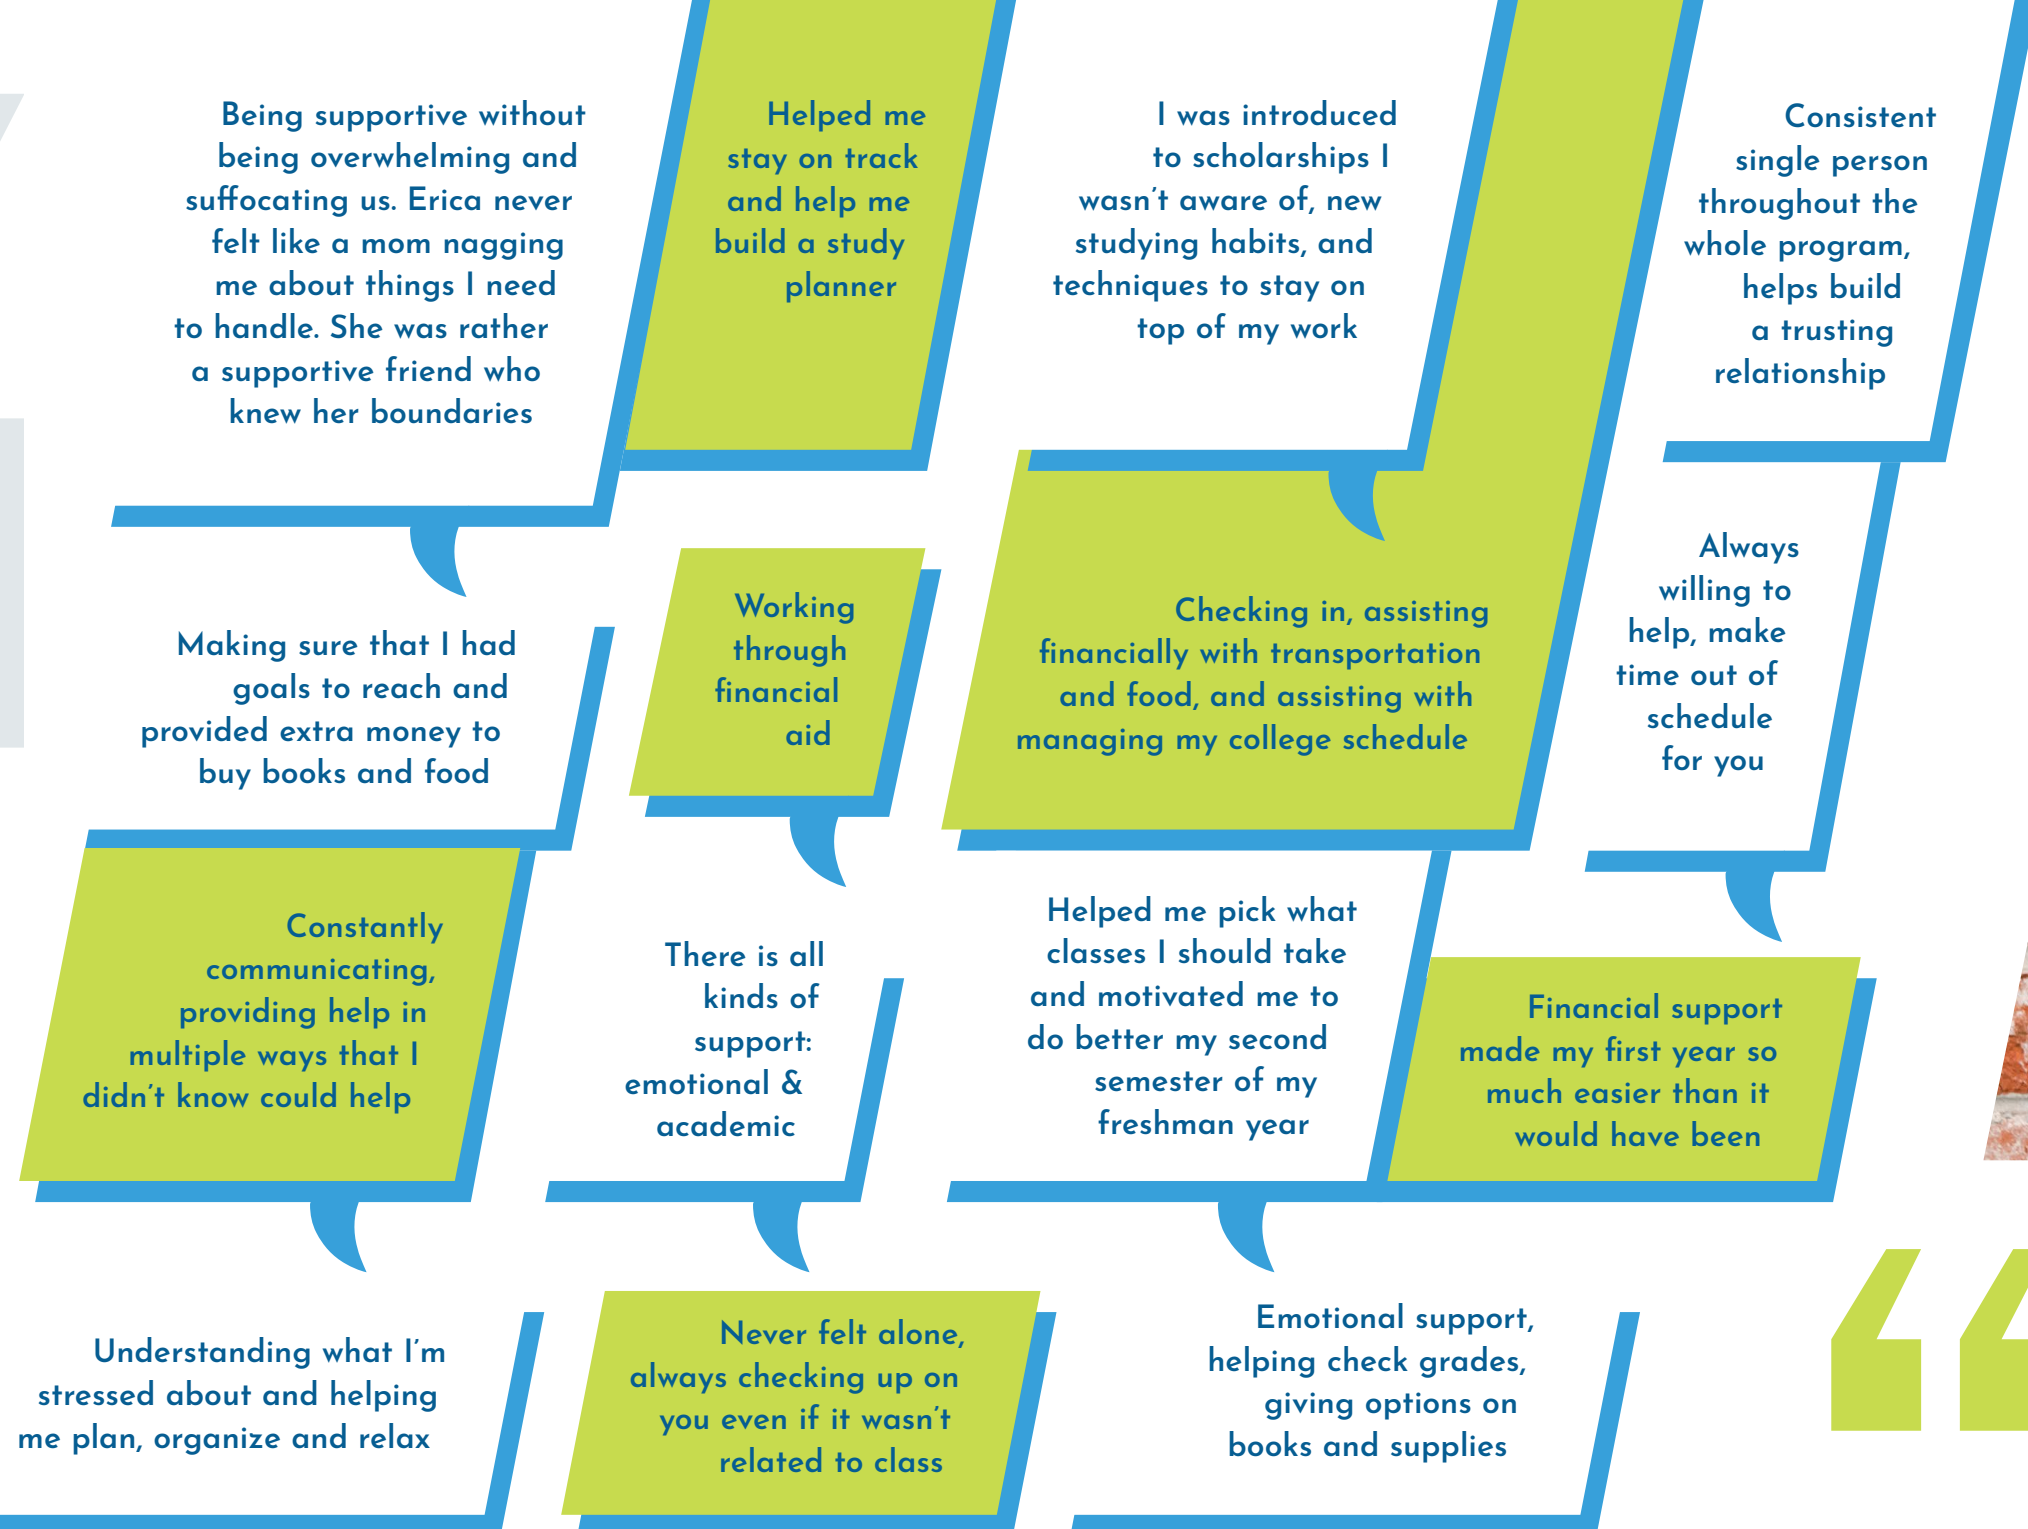 Being supportive without
being overwhelming and
suffocating us. Erica never
felt like a mom nagging
me about things I need
to handle. She was rather
a supportive friend who
knew her boundaries
Helped me
stay on track
and help me
build a study
planner
I was introduced
to scholarships I
wasn't aware of, new
studying habits, and
techniques to stay on
top of my work
Consistent
single person
throughout the
whole program,
helps build
a trusting
relationship
Making sure that I had
goals to reach and
provided extra money to
buy books and food
Working
through
financial
aid
Checking in, assisting
financially with transportation
and food, and assisting with
managing my college schedule
Always
willing to
help, make
time out of
schedule
for you
Constantly
communicating,
providing help in
multiple ways that I
didn't know could help
There is all
kinds of
support:
emotional &
academic
Helped me pick what
classes I should take
and motivated me to
do better my second
semester of my
freshman year
Financial support
made my first year so
much easier than it
would have been
Understanding what I'm
stressed about and helping
me plan, organize and relax
Never felt alone,
always checking up on
you even if it wasn't
related to class
Emotional support,
helping check grades,
giving options on
books and supplies
“